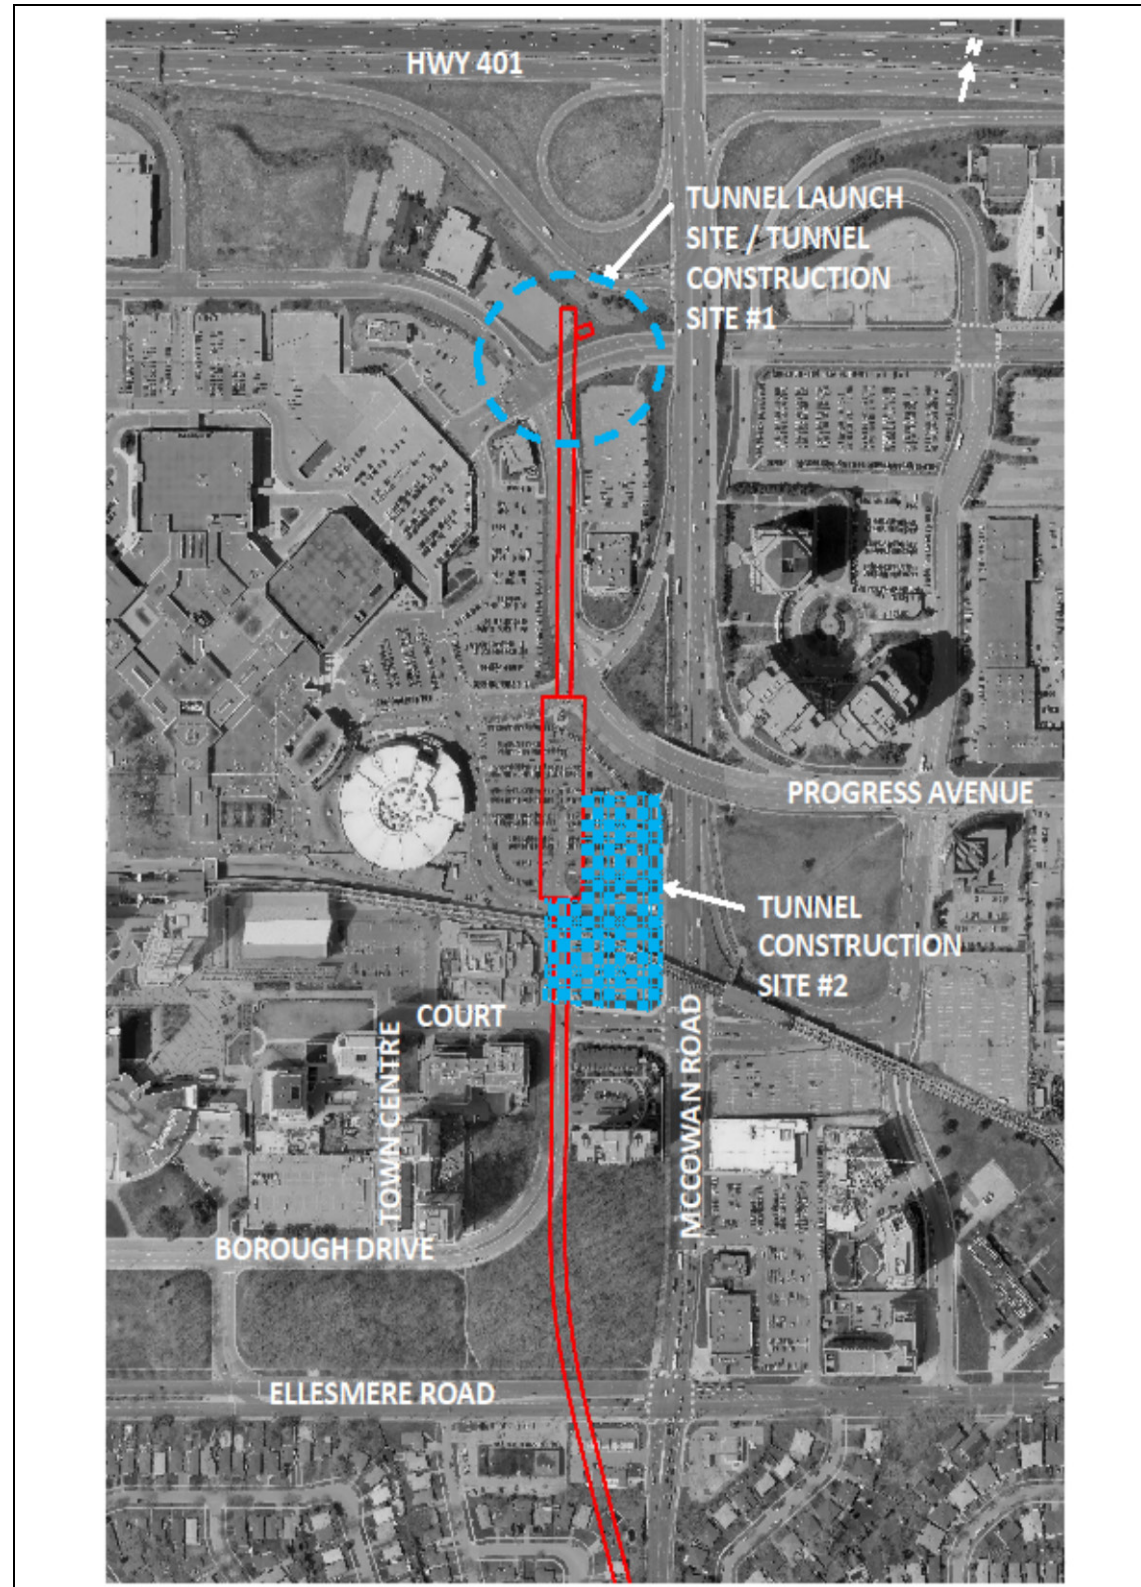 HWY 401
N
TUNNEL LAUNCH
SITE / TUNNEL
CONSTRUCTION
SITE #1
PROGRESS AVENUE
TUNNEL
CONSTRUCTION
SITE #2
COURT
TOWN CENTRE
MCCOWAN ROAD
BOROUGH DRIVE
ELLESMERE ROAD